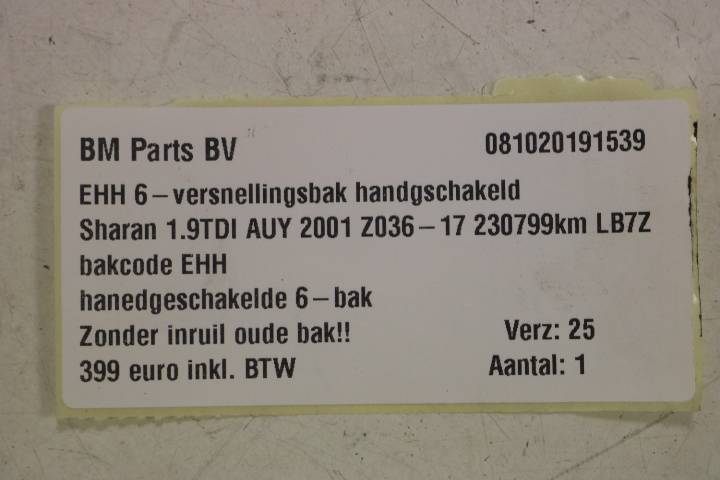 BM Parts BV 081020191539
EHH 6-versnellingsbak handgschakeld
Sharan 1.9TDI AUY 2001 Z036-17 230799km LB7Z
bakcode EHH
hanedgeschakelde 6-bak
Zonder inruil oude bak!! Verz: 25
399 euro inkl. BTW Aantal: 1